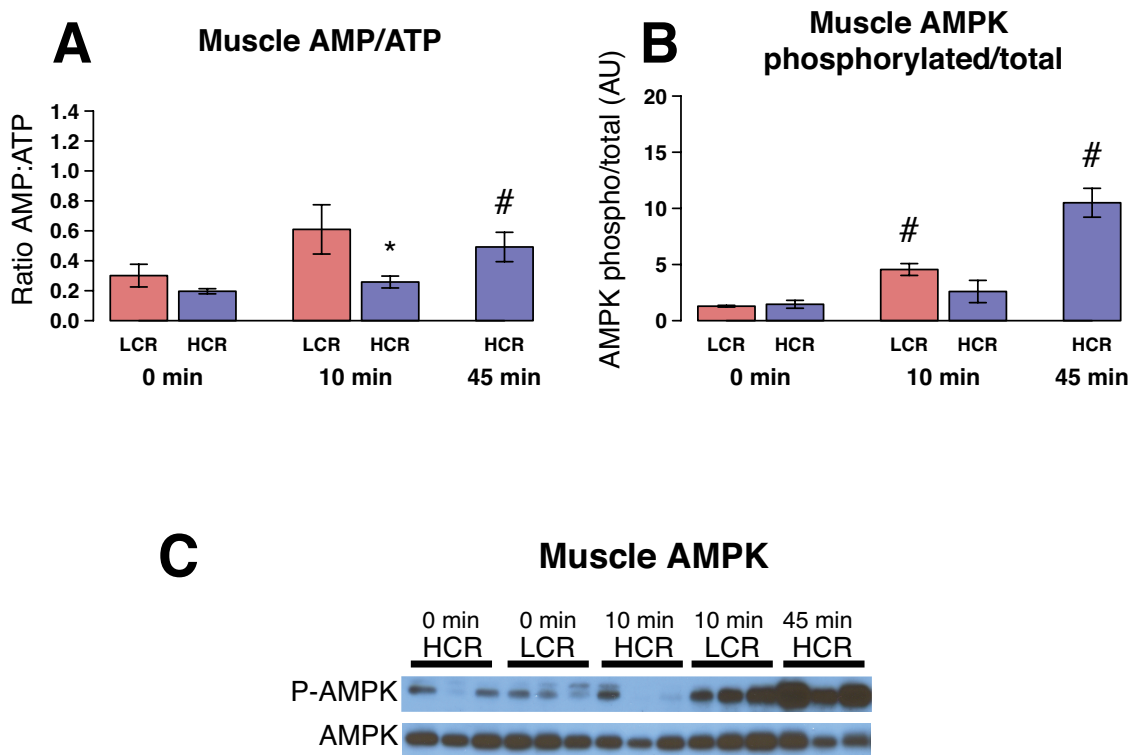 A
Muscle AMP/ATP
Ratio AMP:ATP
1.4
1.2
1.0
0.8
0.6
0.4
0.2
0.0
*
#
LCR HCR LCR HCR HCR
0 min 10 min 45 min
B
Muscle AMPK
phosphorylated/total
AMPK phospho/total (AU)
20
15
10
5
0
#
#
LCR HCR LCR HCR HCR
0 min 10 min 45 min
C
Muscle AMPK
0 min 0 min 10 min 10 min 45 min
HCR LCR HCR LCR HCR
P-AMPK
AMPK